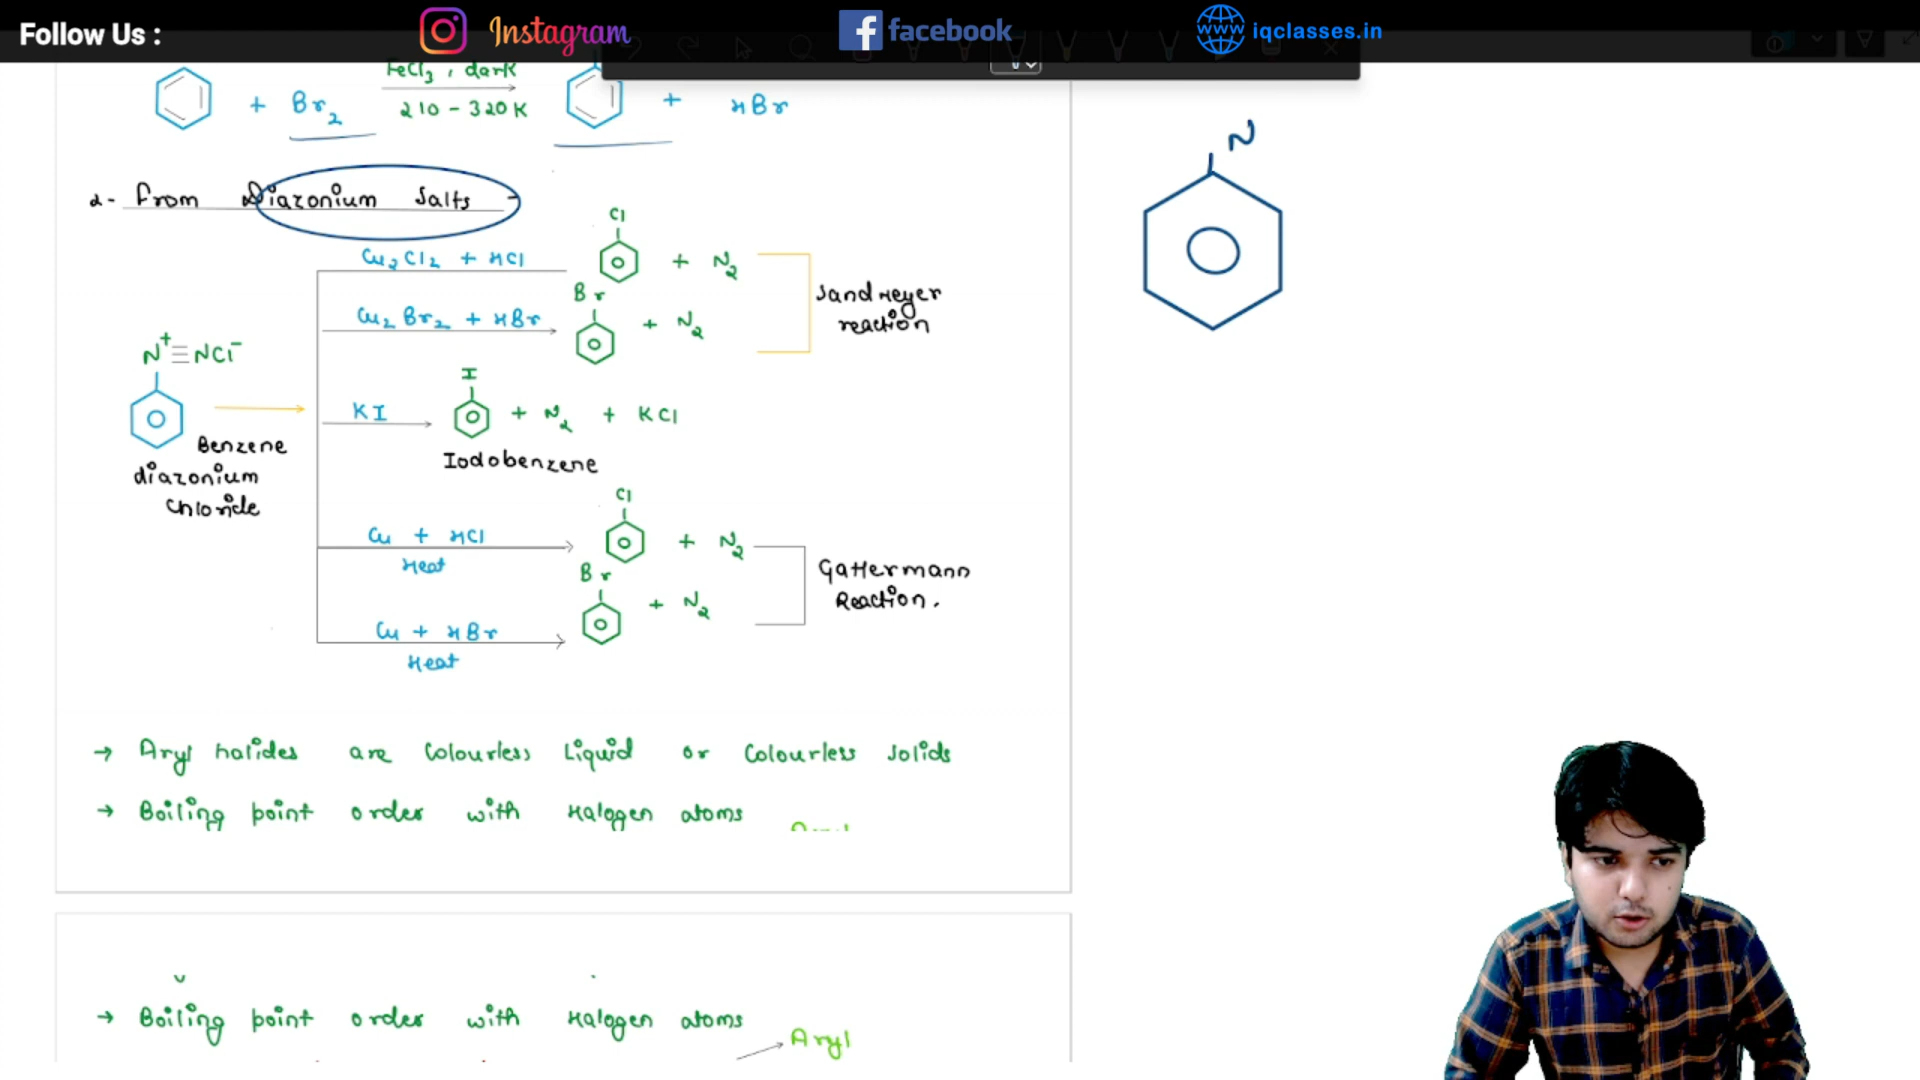 Follow Us :
Instagram
facebook
www iqclasses.in
FeCl3 , dark
+ Br2
210 - 320K
+ HBr
N
2- From Diazonium Salts -
Cu2Cl2 + HCl
Cl
+ N2
Cu2Br2 + HBr
Br
+ N2
Sandmeyer
reaction
N+≡NCl-
KI
I
+ N2 + KCl
Benzene
diazonium
Chloride
Iodobenzene
Cu + HCl
Heat
Cl
+ N2
Cu + HBr
Heat
Br
+ N2
Gattermann
Reaction.
→ Aryl halides are Colourless Liquid or Colourless Solids
→ Boiling point order with Halogen atoms
→ Boiling point order with Halogen atoms
Aryl